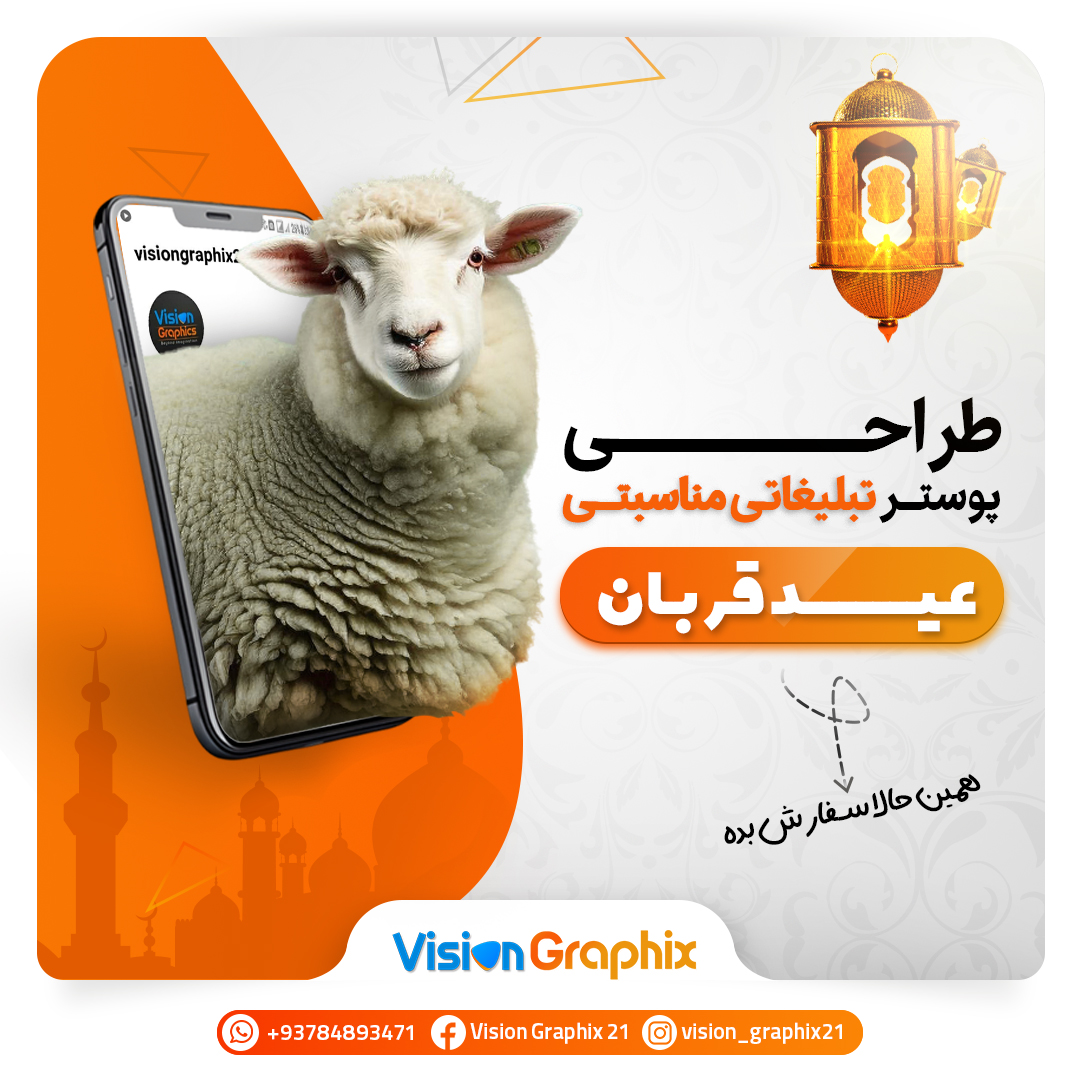 visiongraphix2
Vision
Graphics
طراحی
پوستر تبلیغاتی مناسبتی
عید قربان
همین حالا سفارش بده
Vision Graphix
+93784893471
Vision Graphix 21
vision_graphix21